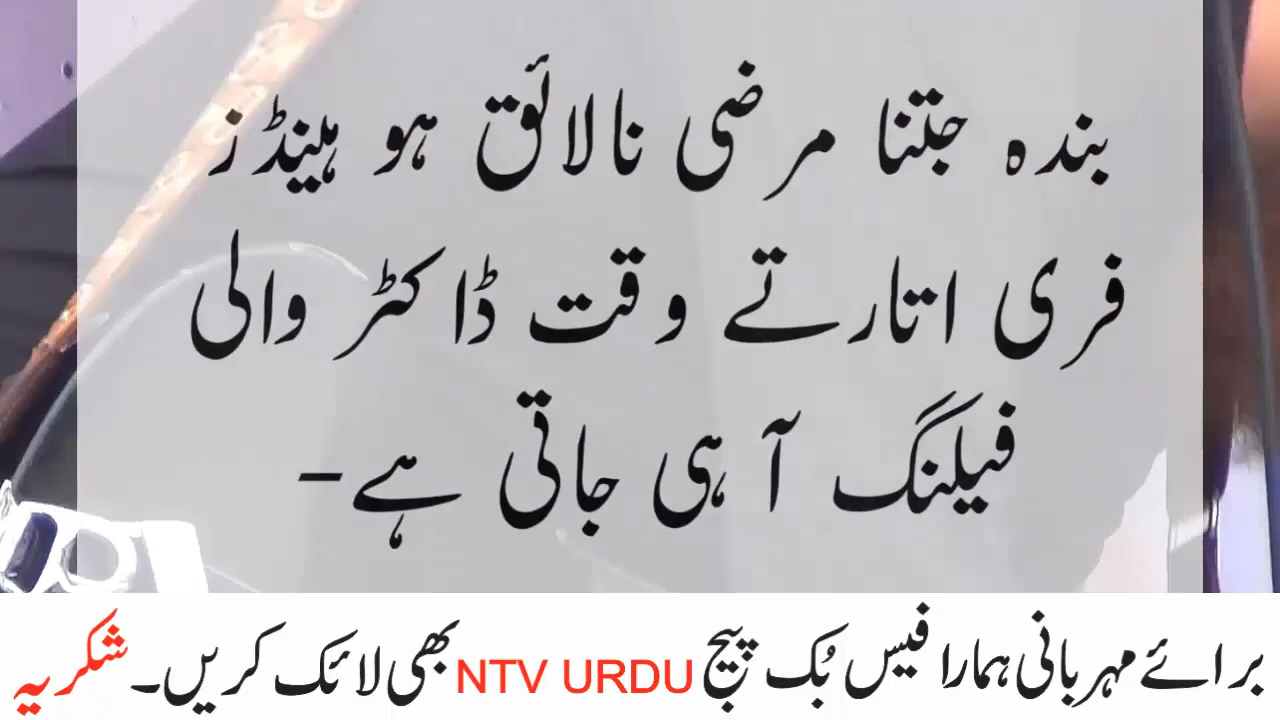 بندہ جتنا مرضی نالائق ہو ہینڈز
فری اتارتے وقت ڈاکٹر والی
فیلنگ آ ہی جاتی ہے-
برائے مہربانی ہمارا فیس بُک پیج NTV URDU بھی لائک کریں۔ شکریہ